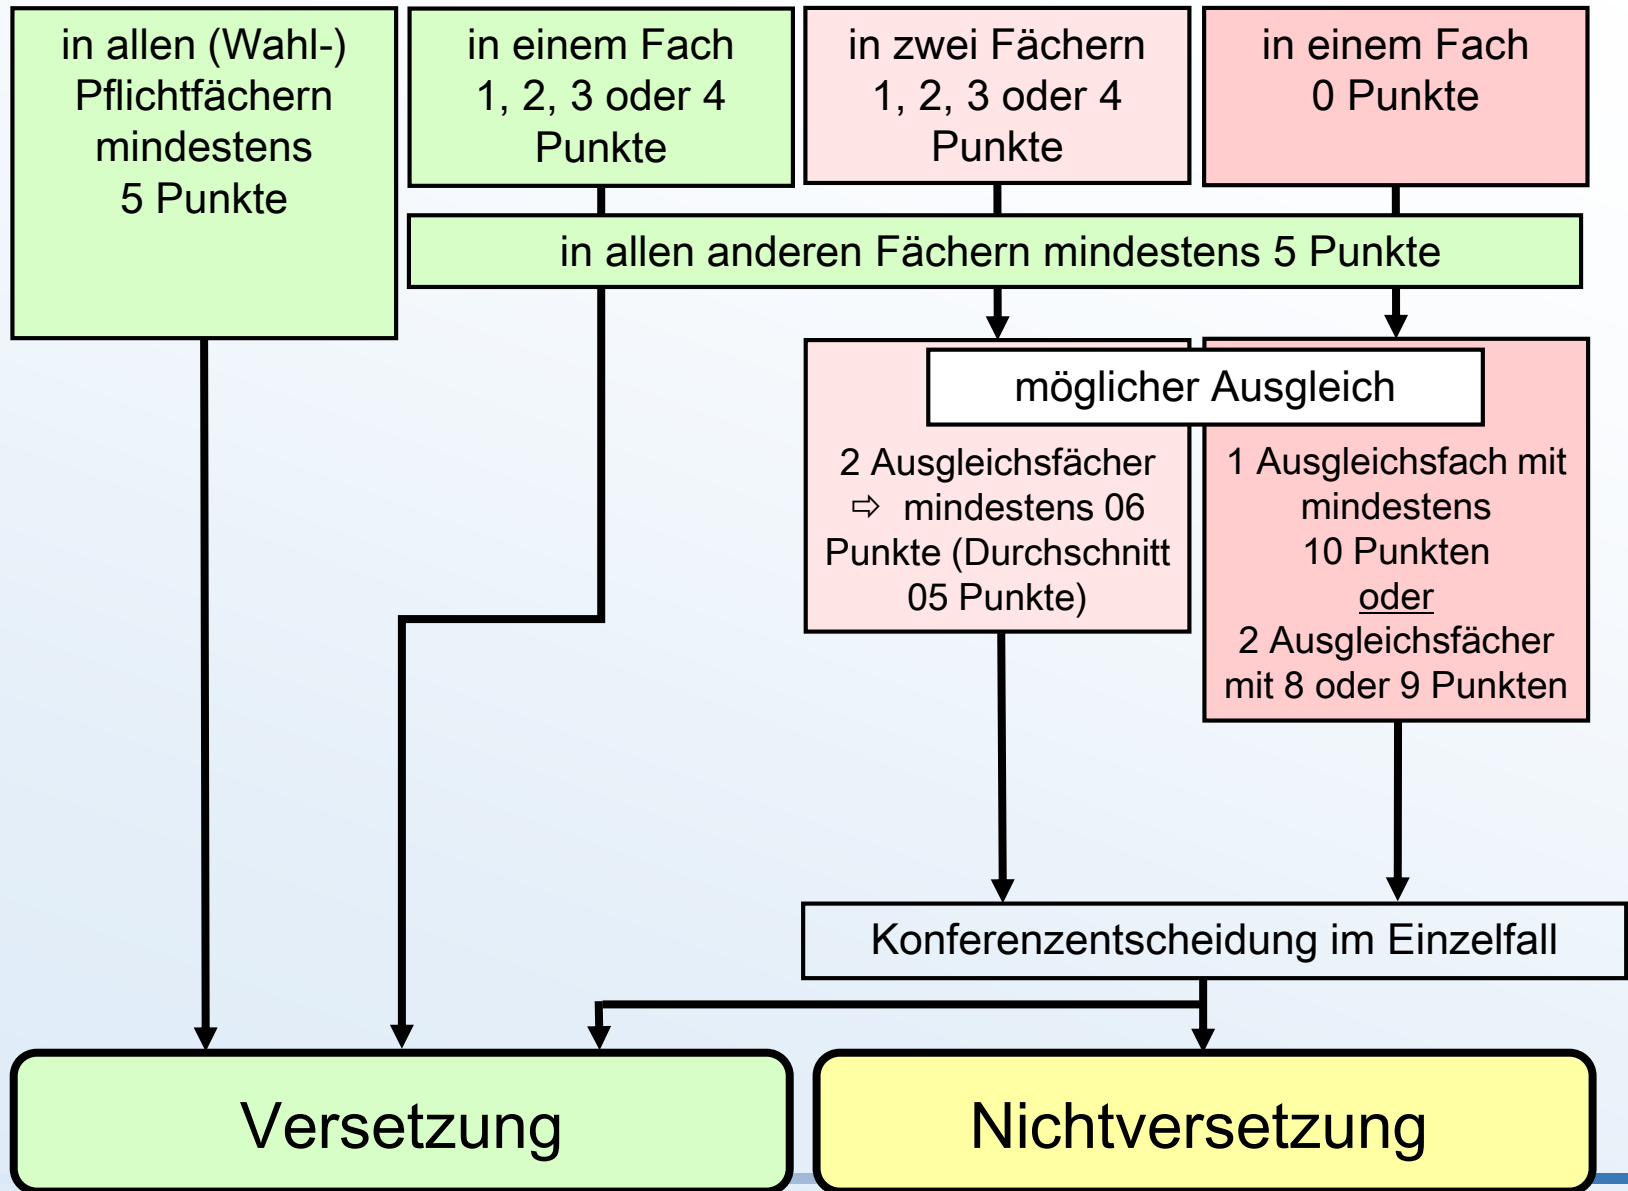 in allen (Wahl-)
Pflichtfächern
mindestens
5 Punkte
in einem Fach
1, 2, 3 oder 4
Punkte
in zwei Fächern
1, 2, 3 oder 4
Punkte
in einem Fach
0 Punkte
in allen anderen Fächern mindestens 5 Punkte
möglicher Ausgleich
2 Ausgleichsfächer
⇨ mindestens 06
Punkte (Durchschnitt
05 Punkte)
1 Ausgleichsfach mit
mindestens
10 Punkten
oder
2 Ausgleichsfächer
mit 8 oder 9 Punkten
Konferenzentscheidung im Einzelfall
Versetzung
Nichtversetzung